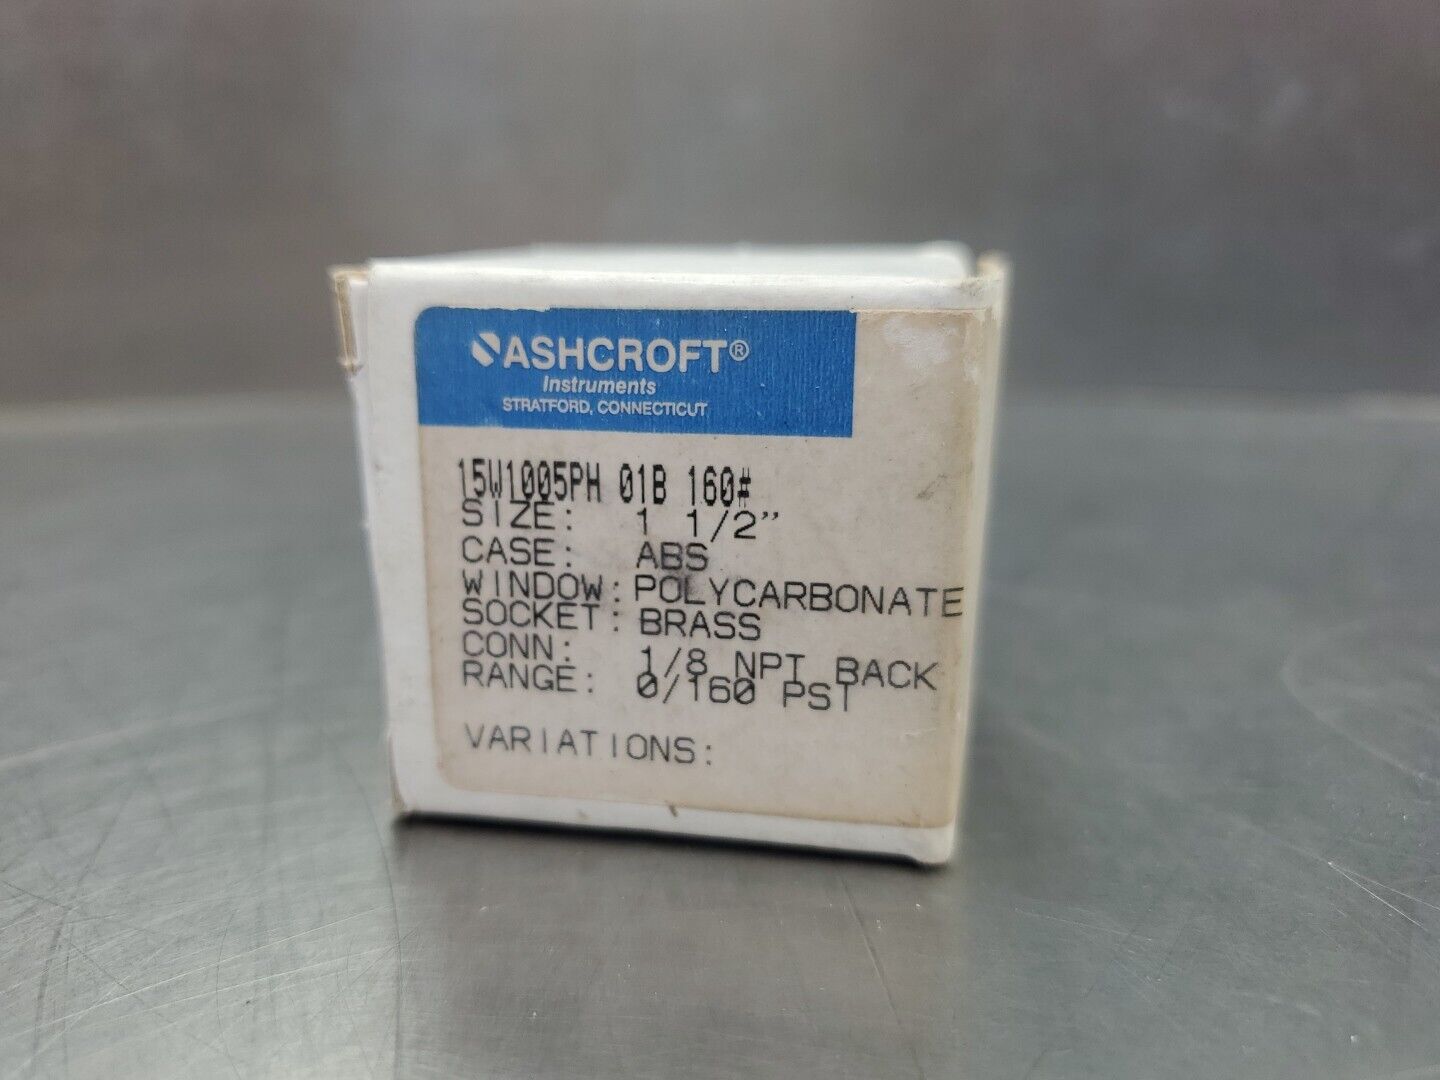 ASHCROFT®
Instruments
STRATFORD, CONNECTICUT
15W1005PH 01B 160#
SIZE: 1 1/2"
CASE: ABS
WINDOW: POLYCARBONATE
SOCKET: BRASS
CONN: 1/8 NPT BACK
RANGE: 0/160 PSI
VARIATIONS: